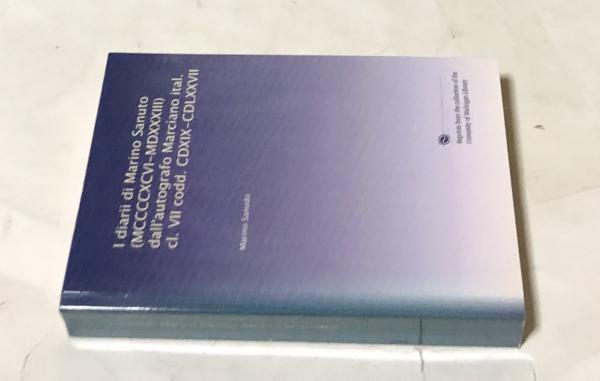 I diarii di Marino Sanuto
(MCCCCXCVI-MDXXXIII)
dall'autografo Marciano ital.
cl. VII codd. CDXIX-CDLXXVII
Marino Sanudo
Reprints from the collection of the
University of Michigan Library